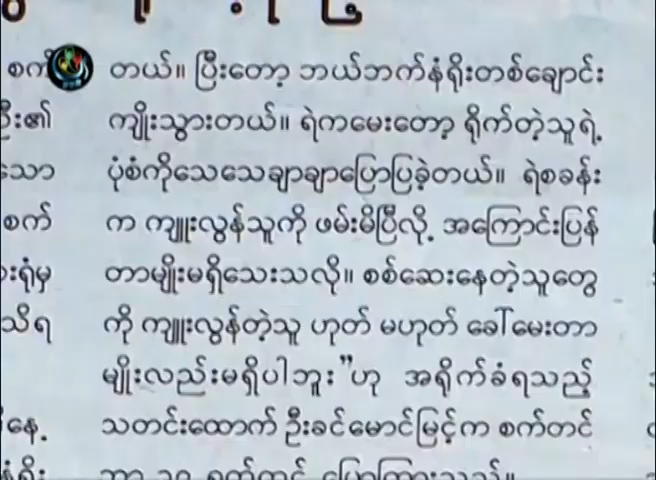 တယ်။ ပြီးတော့ ဘယ်ဘက်နံရိုးတစ်ချောင်း
ကျိုးသွားတယ်။ ရဲကမေးတော့ ရိုက်တဲ့သူရဲ့
ပုံစံကိုသေသေချာချာပြောပြခဲ့တယ်။ ရဲစခန်း
က ကျူးလွန်သူကို ဖမ်းမိပြီလို့ အကြောင်းပြန်
တာမျိုးမရှိသေးသလို။ စစ်ဆေးနေတဲ့သူတွေ
ကို ကျူးလွန်တဲ့သူ ဟုတ် မဟုတ် ခေါ်မေးတာ
မျိုးလည်းမရှိပါဘူး”ဟု အရိုက်ခံရသည့်
သတင်းထောက် ဦးခင်မောင်မြင့်က စက်တင်